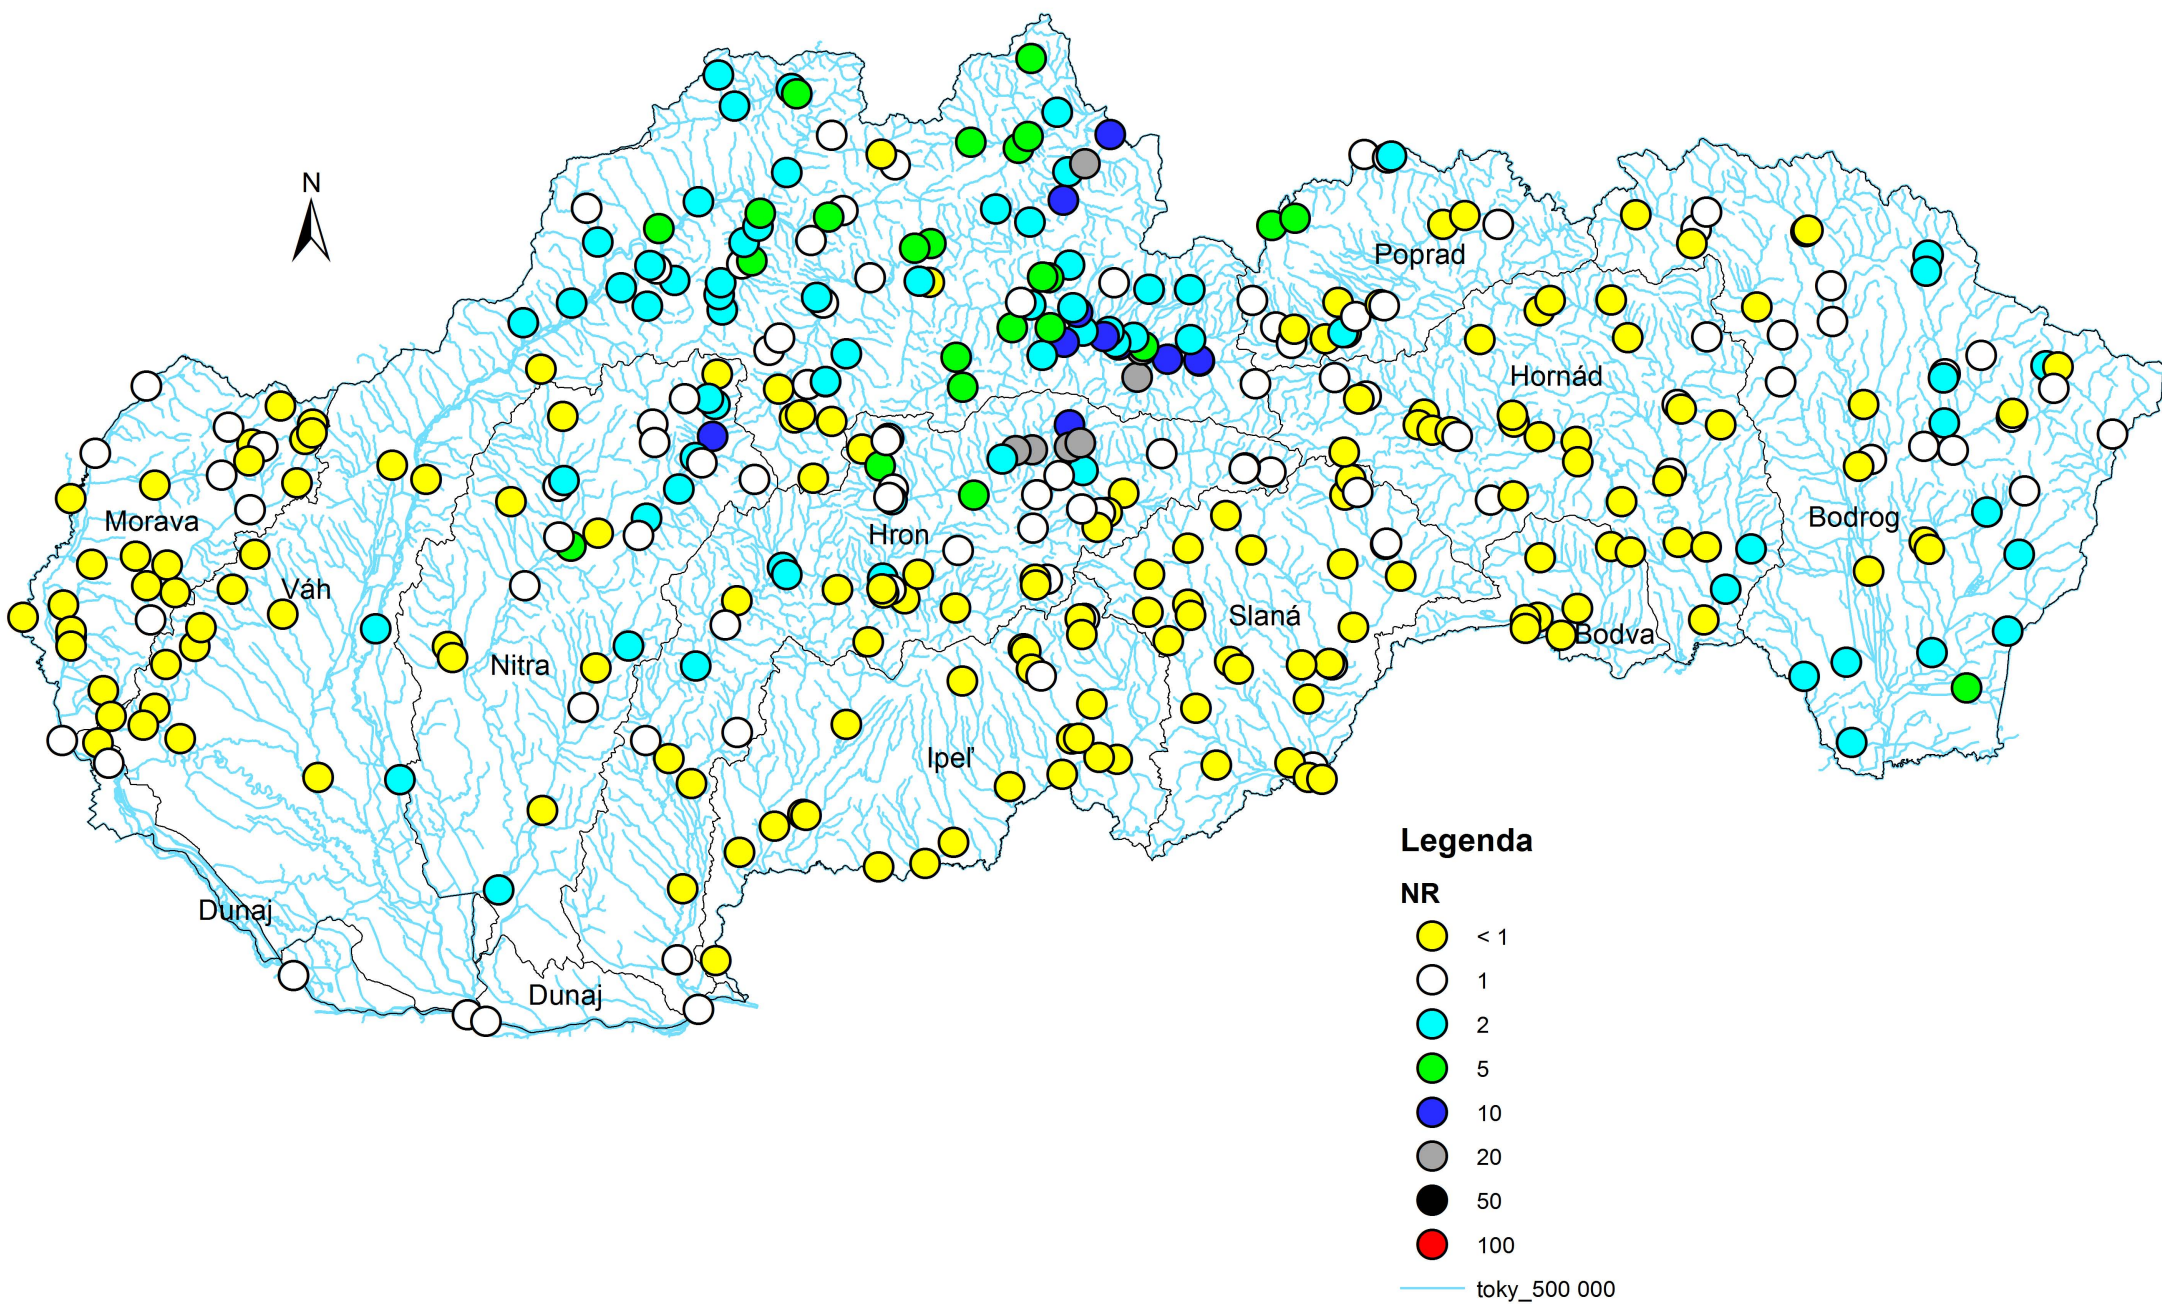 N
Poprad
Hornád
Morava
Bodrog
Hron
Váh
Slaná
Bodva
Nitra
Ipeľ
Dunaj
Dunaj
Legenda
NR
< 1
1
2
5
10
20
50
100
toky_500 000